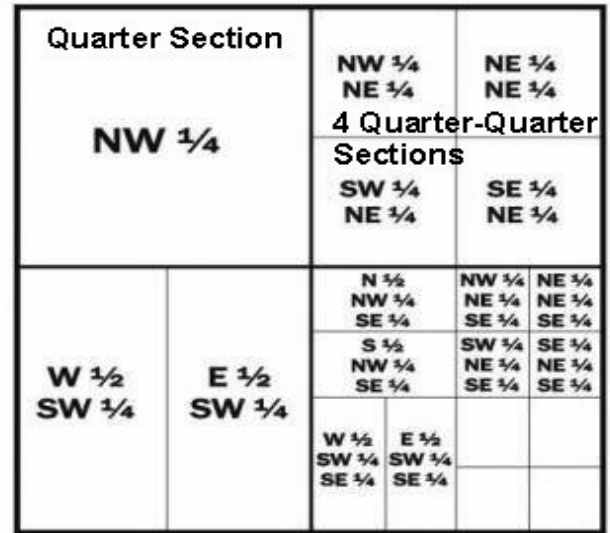 Quarter Section
NW ¼
NW ¼
NE ¼
NE ¼
NE ¼
4 Quarter-Quarter
Sections
SW ¼
NE ¼
SE ¼
NE ¼
W ½
SW ¼
E ½
SW ¼
N ½
NW ¼
SE ¼
NW ¼
NE ¼
SE ¼
NE ¼
NE ¼
SE ¼
S ½
NW ¼
SE ¼
SW ¼
NE ¼
SE ¼
SE ¼
NE ¼
SE ¼
W ½
SW ¼
SE ¼
E ½
SW ¼
SE ¼